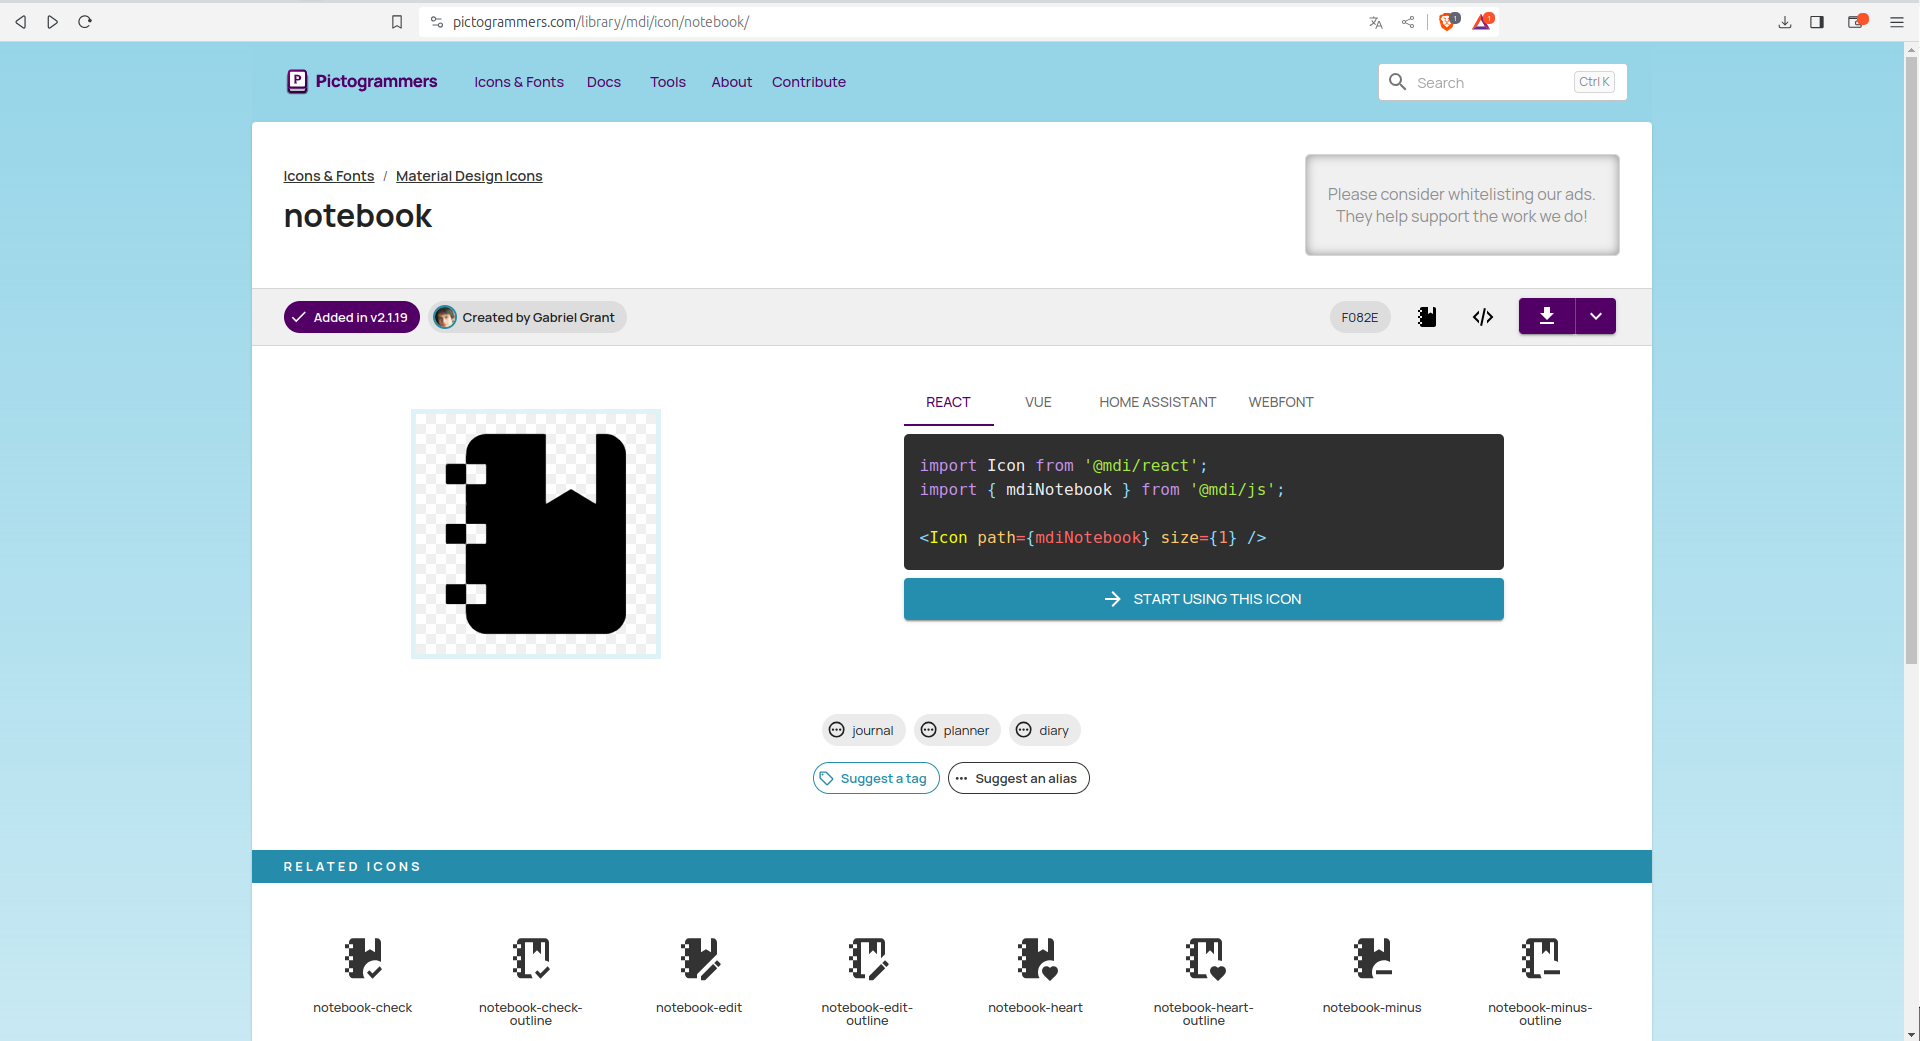 pictogrammers.com/library/mdi/icon/notebook/
1
1
P Pictogrammers
Icons & Fonts
Docs
Tools
About
Contribute
Search
Ctrl K
Icons & Fonts / Material Design Icons
notebook
Please consider whitelisting our ads.
They help support the work we do!
Added in v2.1.19
Created by Gabriel Grant
F082E
REACT
VUE
HOME ASSISTANT
WEBFONT
import Icon from '@mdi/react';
import { mdiNotebook } from '@mdi/js';
<Icon path={mdiNotebook} size={1} />
START USING THIS ICON
journal
planner
diary
Suggest a tag
Suggest an alias
RELATED ICONS
notebook-check
notebook-check-
outline
notebook-edit
notebook-edit-
outline
notebook-heart
notebook-heart-
outline
notebook-minus
notebook-minus-
outline